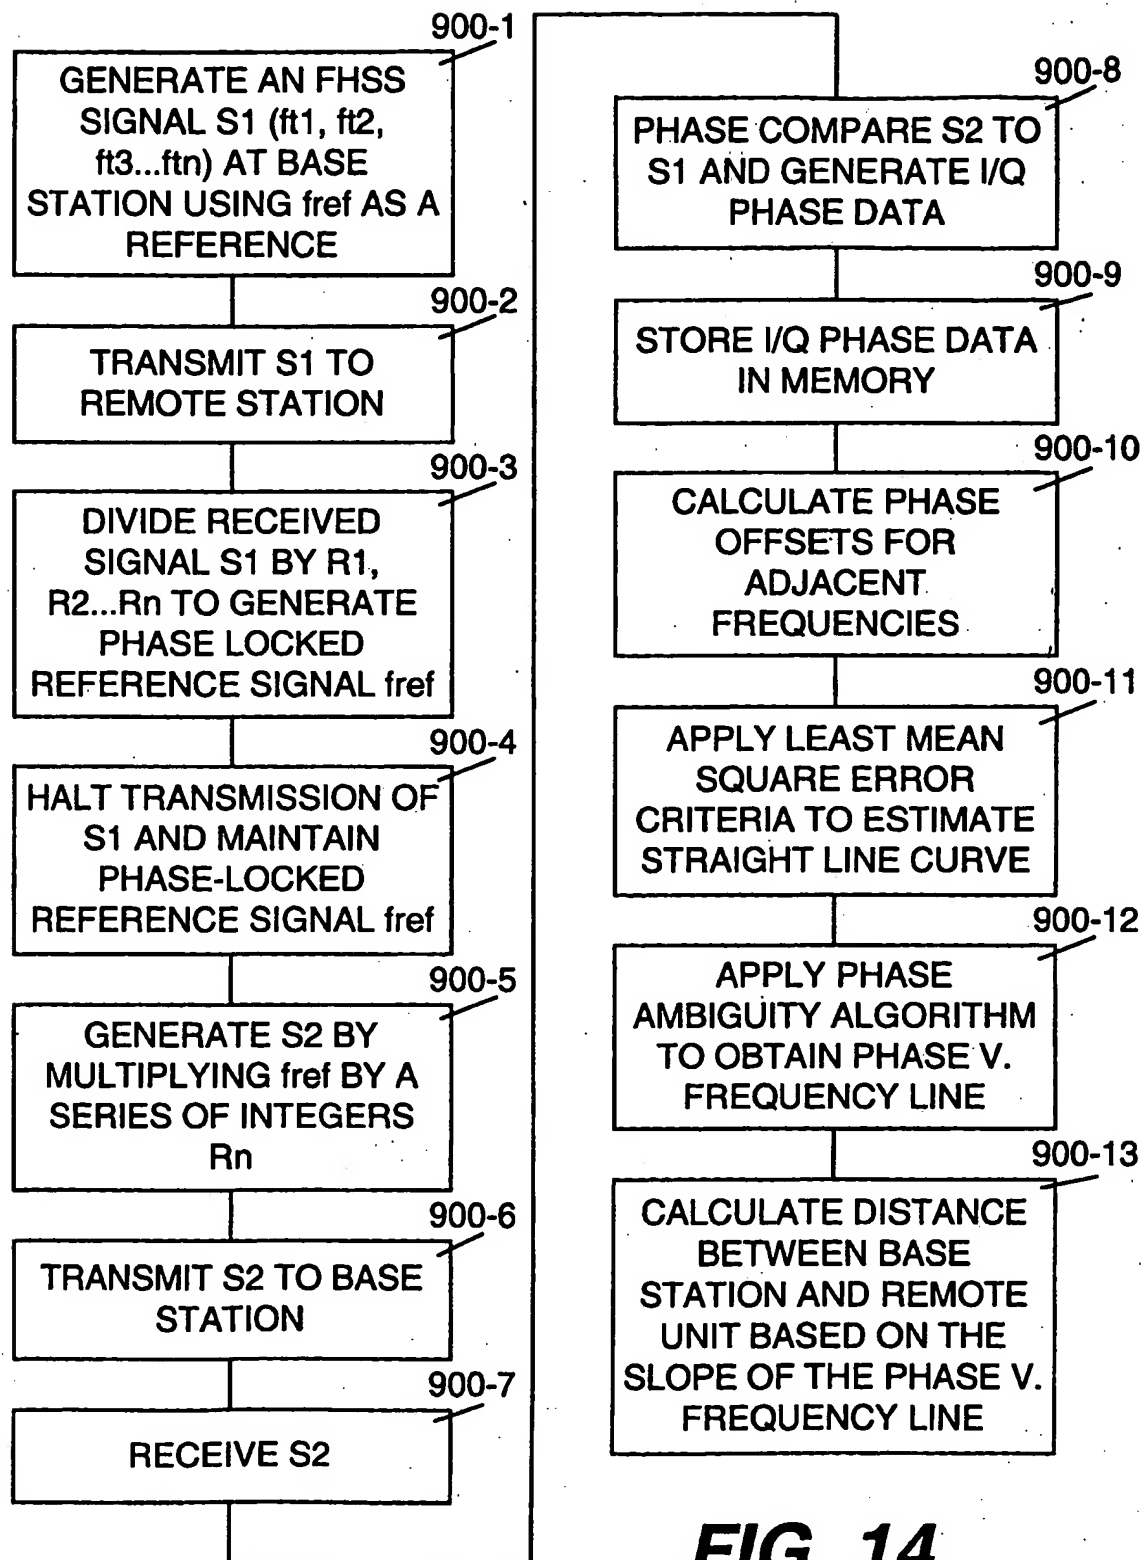 900-1
GENERATE AN FHSS
SIGNAL S1 (ft1, ft2,
ft3...ftn) AT BASE
STATION USING fref AS A
REFERENCE
900-2
TRANSMIT S1 TO
REMOTE STATION
900-3
DIVIDE RECEIVED
SIGNAL S1 BY R1,
R2...Rn TO GENERATE
PHASE LOCKED
REFERENCE SIGNAL fref
900-4
HALT TRANSMISSION OF
S1 AND MAINTAIN
PHASE-LOCKED
REFERENCE SIGNAL fref
900-5
GENERATE S2 BY
MULTIPLYING fref BY A
SERIES OF INTEGERS
Rn
900-6
TRANSMIT S2 TO BASE
STATION
900-7
RECEIVE S2
900-8
PHASE COMPARE S2 TO
S1 AND GENERATE I/Q
PHASE DATA
900-9
STORE I/Q PHASE DATA
IN MEMORY
900-10
CALCULATE PHASE
OFFSETS FOR
ADJACENT
FREQUENCIES
900-11
APPLY LEAST MEAN
SQUARE ERROR
CRITERIA TO ESTIMATE
STRAIGHT LINE CURVE
900-12
APPLY PHASE
AMBIGUITY ALGORITHM
TO OBTAIN PHASE V.
FREQUENCY LINE
900-13
CALCULATE DISTANCE
BETWEEN BASE
STATION AND REMOTE
UNIT BASED ON THE
SLOPE OF THE PHASE V.
FREQUENCY LINE
FIG. 14